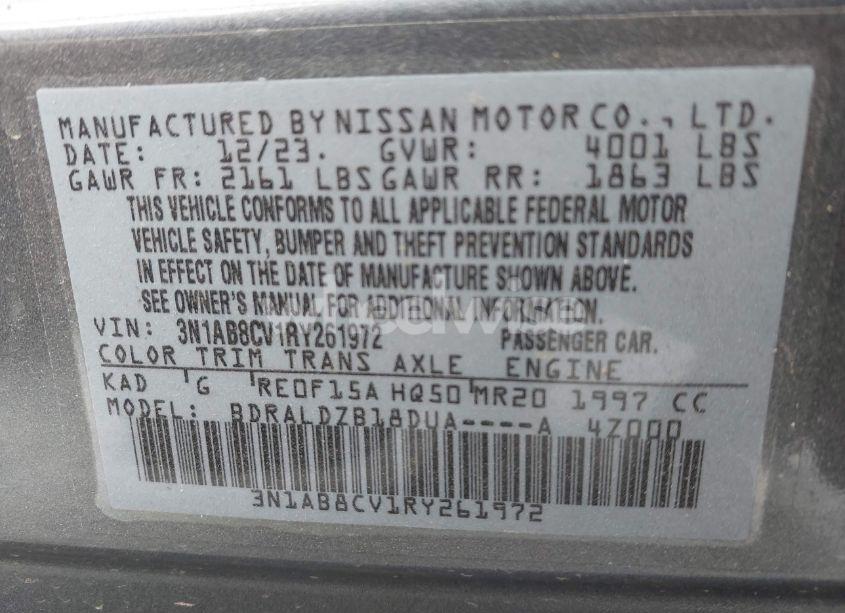 MANUFACTURED BY NISSAN MOTOR CO., LTD.
DATE: 12/23. GVWR: 4001 LBS
GAWR FR: 2161 LBS GAWR RR: 1863 LBS
THIS VEHICLE CONFORMS TO ALL APPLICABLE FEDERAL MOTOR
VEHICLE SAFETY, BUMPER AND THEFT PREVENTION STANDARDS
IN EFFECT ON THE DATE OF MANUFACTURE SHOWN ABOVE.
SEE OWNER'S MANUAL FOR ADDITIONAL INFORMATION.
VIN: 3N1AB8CV1RY261972 PASSENGER CAR.
COLOR TRIM TRANS AXLE ENGINE
KAD G RE0F15A HQ50 MR20 1997 CC
MODEL: BDRALDZB18DUA----A 4Z000
3N1AB8CV1RY261972